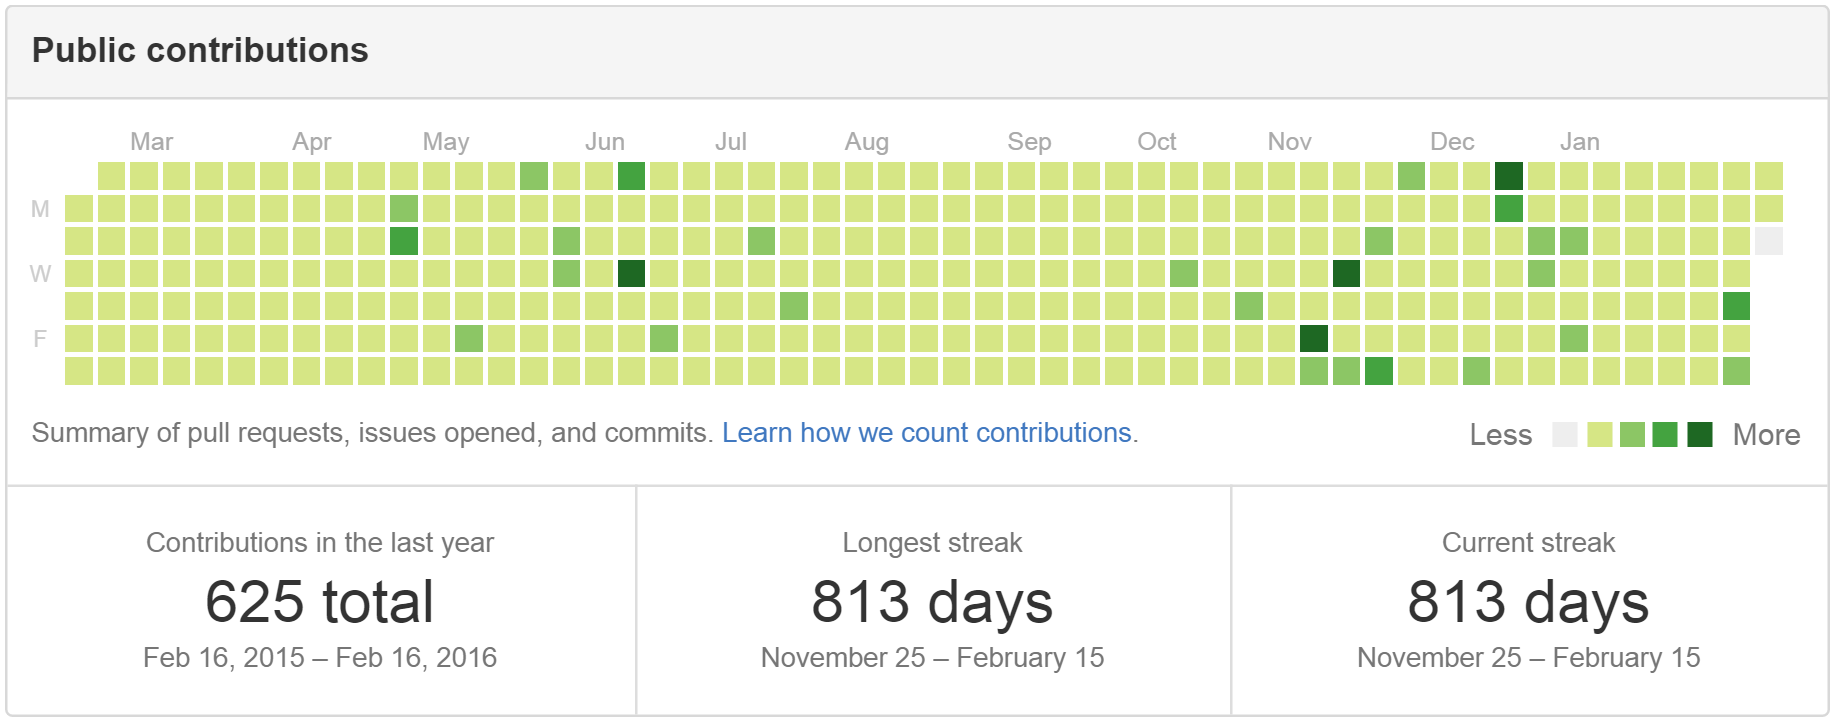 Public contributions
Mar Apr May Jun Jul Aug Sep Oct Nov Dec Jan
M
W
F
Summary of pull requests, issues opened, and commits. Learn how we count contributions.
Less More
Contributions in the last year
625 total
Feb 16, 2015 – Feb 16, 2016
Longest streak
813 days
November 25 – February 15
Current streak
813 days
November 25 – February 15